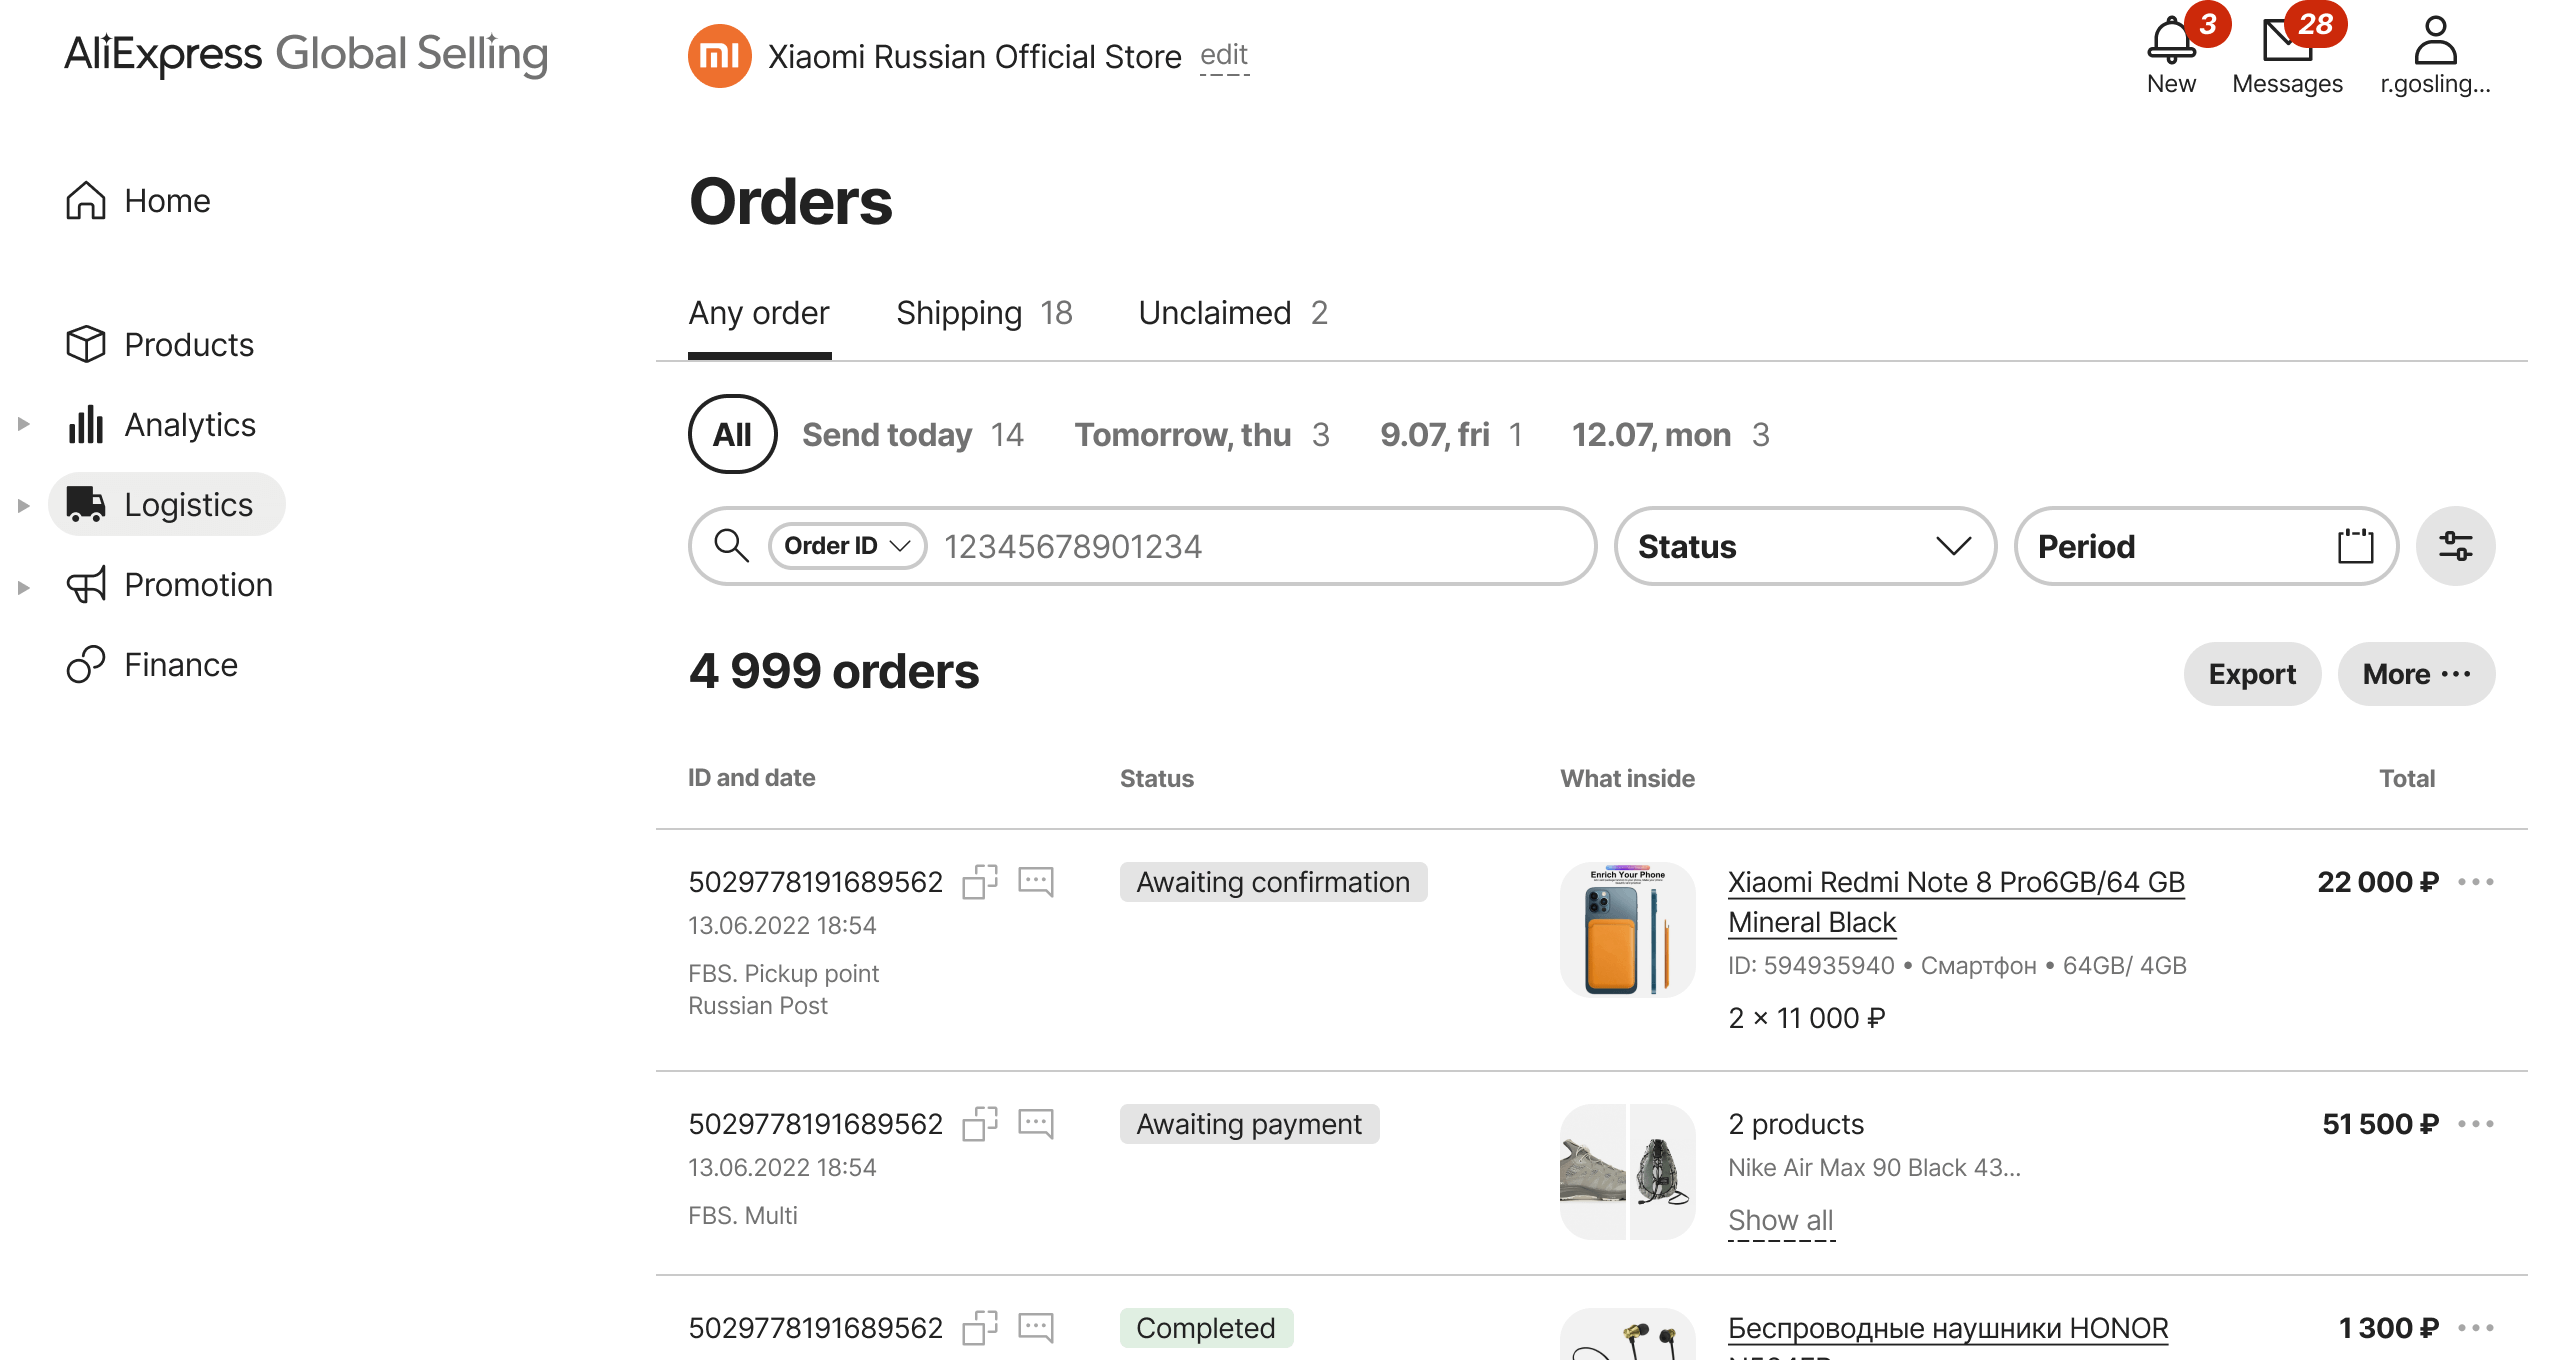 AliExpress Global Selling
Xiaomi Russian Official Store edit
3
28
New
Messages
r.gosling...
Home
Products
Analytics
Logistics
Promotion
Finance
Orders
Any order
Shipping 18
Unclaimed 2
All
Send today 14
Tomorrow, thu 3
9.07, fri 1
12.07, mon 3
Order ID
12345678901234
Status
Period
4 999 orders
Export
More ···
ID and date
Status
What inside
Total
5029778191689562
13.06.2022 18:54
FBS. Pickup point
Russian Post
Awaiting confirmation
Enrich Your Phone
Xiaomi Redmi Note 8 Pro6GB/64 GB
Mineral Black
ID: 594935940 • Смартфон • 64GB/ 4GB
2 × 11 000 ₽
22 000 ₽
5029778191689562
13.06.2022 18:54
FBS. Multi
Awaiting payment
2 products
Nike Air Max 90 Black 43...
Show all
51 500 ₽
5029778191689562
Completed
Беспроводные наушники HONOR
1 300 ₽